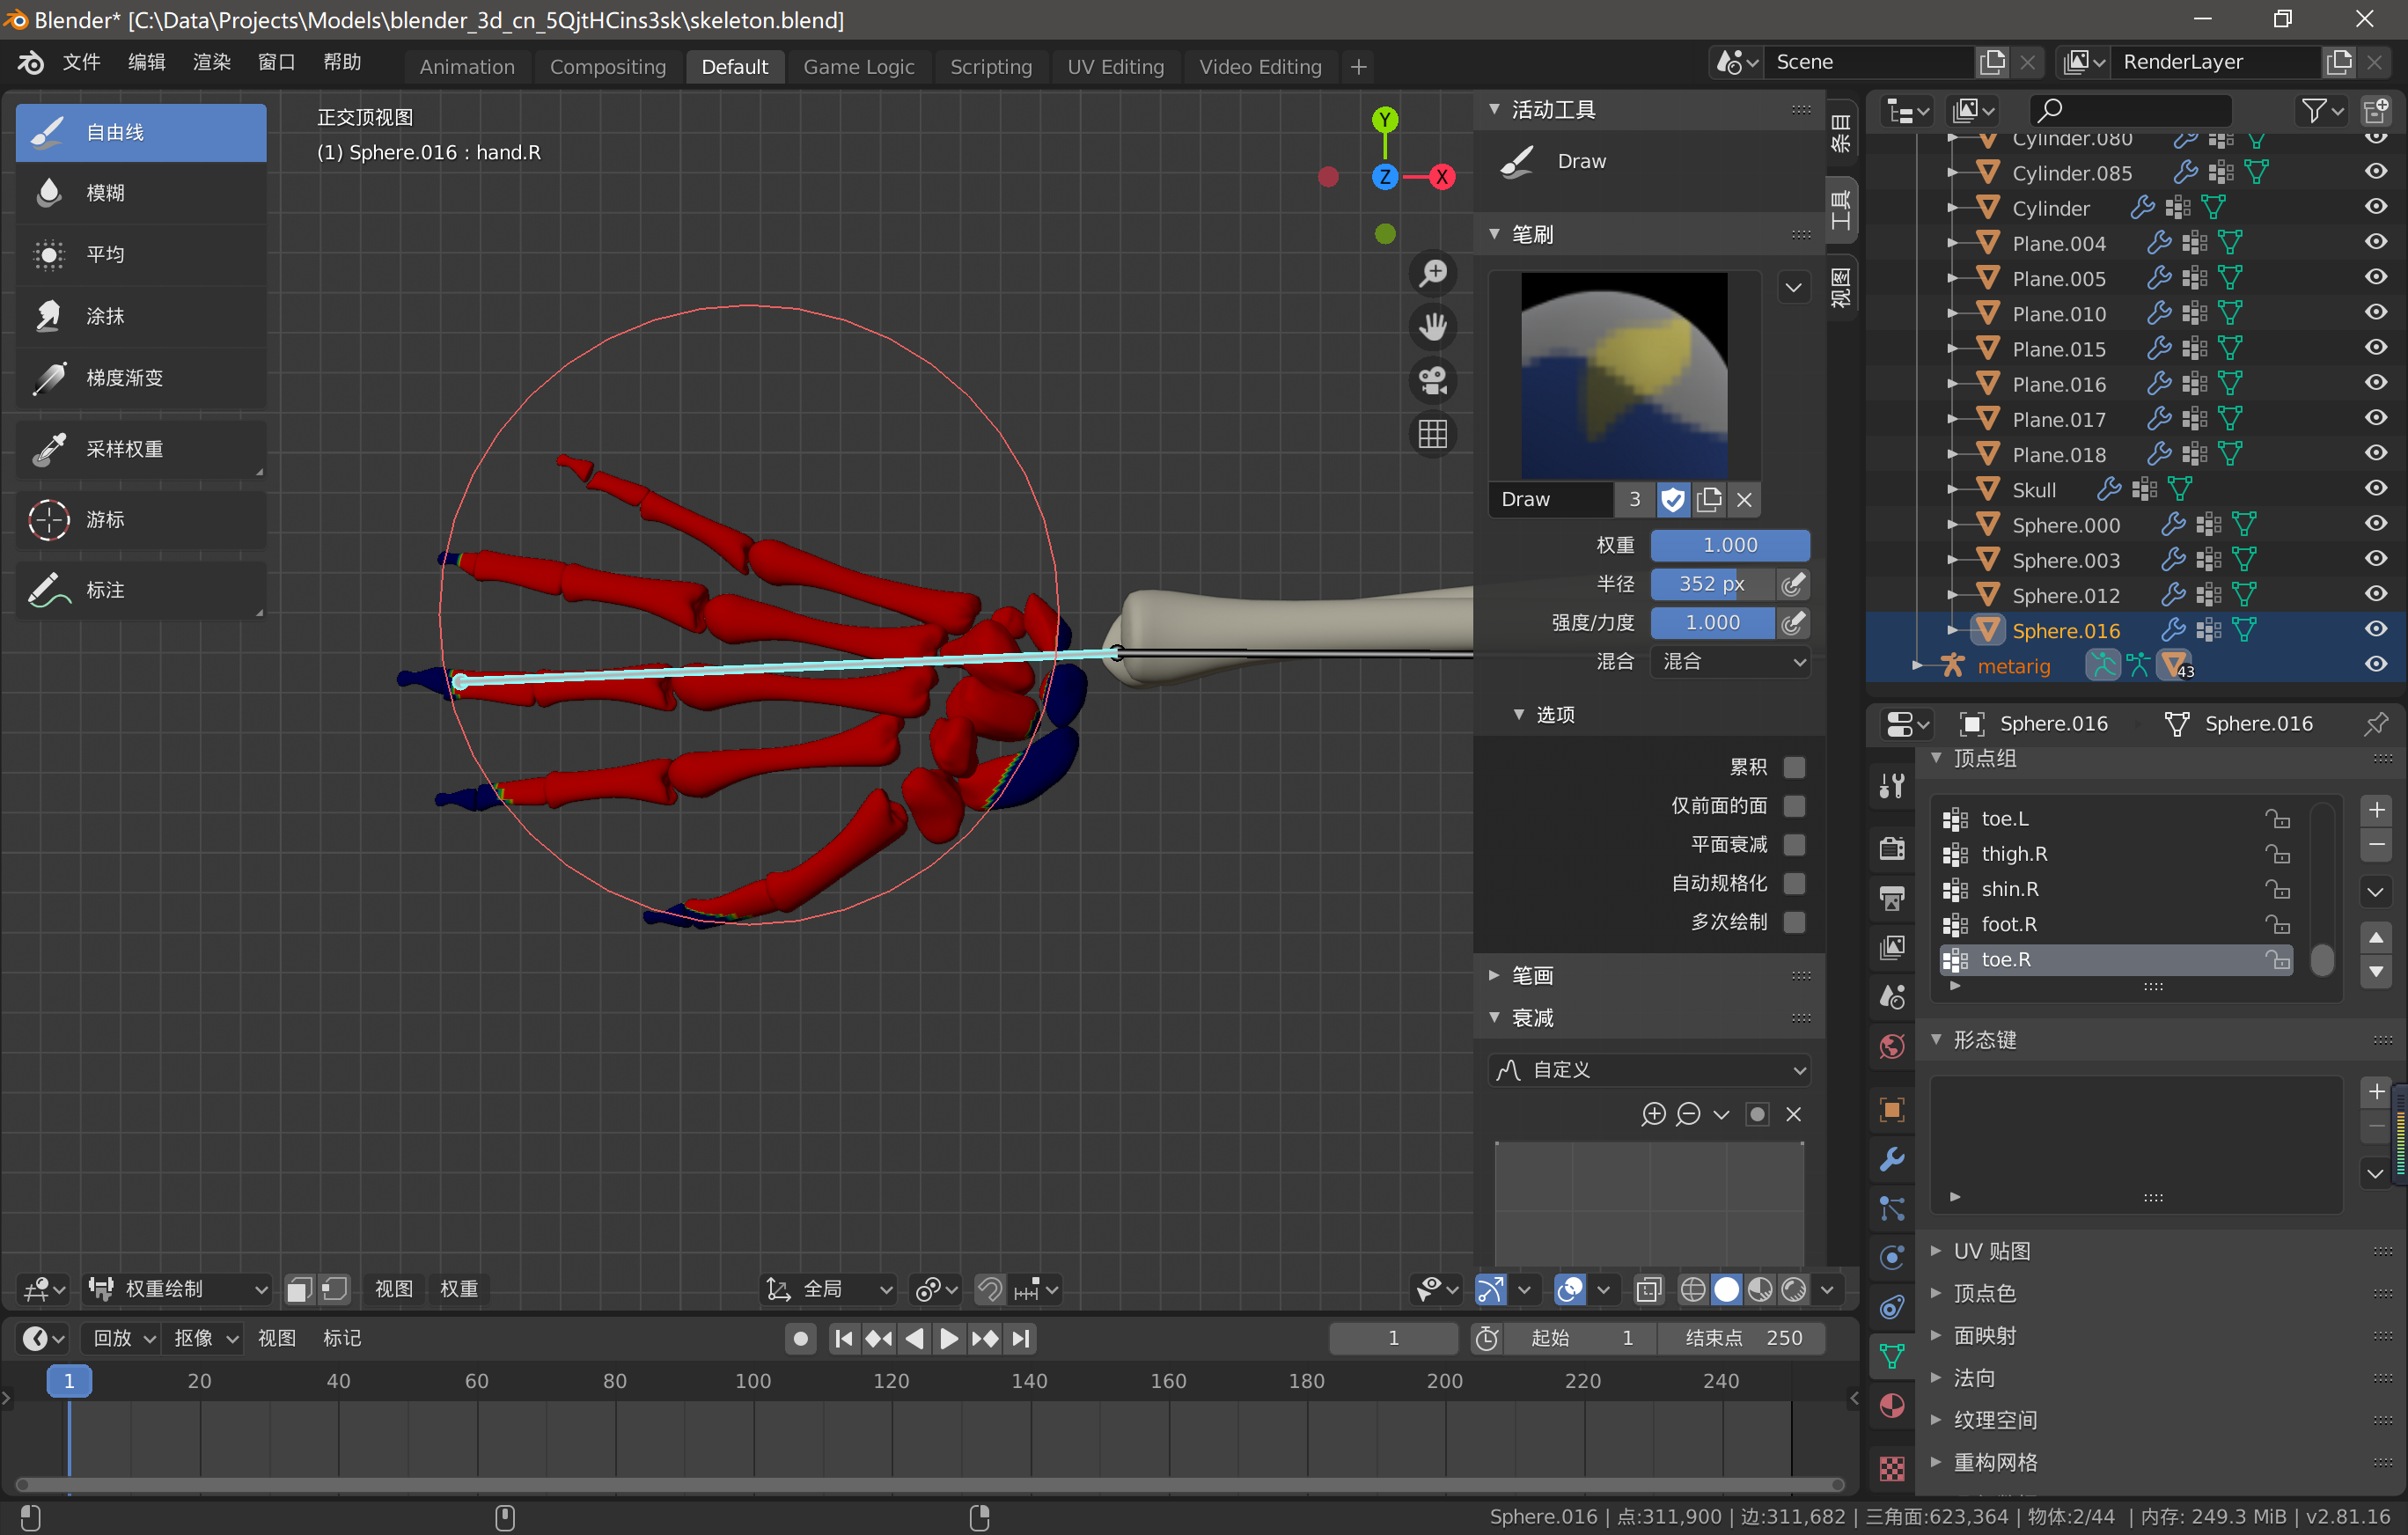 Blender* [C:\Data\Projects\Models\blender_3d_cn_5QjtHCins3sk\skeleton.blend]
文件 编辑 渲染 窗口 帮助 Animation Compositing Default Game Logic Scripting UV Editing Video Editing + Scene RenderLayer
自由线
模糊
平均
涂抹
梯度渐变
采样权重
游标
标注
正交顶视图
(1) Sphere.016 : hand.R
Y
Z
X
活动工具
Draw
笔刷
Draw 3
权重 1.000
半径 352 px
强度/力度 1.000
混合 混合
选项
累积
仅前面的面
平面衰减
自动规格化
多次绘制
笔画
衰减
自定义
条目
工具
视图
Cylinder.080
Cylinder.085
Cylinder
Plane.004
Plane.005
Plane.010
Plane.015
Plane.016
Plane.017
Plane.018
Skull
Sphere.000
Sphere.003
Sphere.012
Sphere.016
metarig 43
Sphere.016 Sphere.016
顶点组
toe.L
thigh.R
shin.R
foot.R
toe.R
形态键
UV 贴图
顶点色
面映射
法向
纹理空间
重构网格
权重绘制 视图 权重 全局
回放 抠像 视图 标记 1 起始 1 结束点 250
1 20 40 60 80 100 120 140 160 180 200 220 240
Sphere.016 | 点:311,900 | 边:311,682 | 三角面:623,364 | 物体:2/44 | 内存: 249.3 MiB | v2.81.16